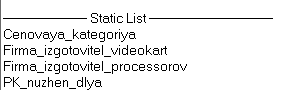 Static List
Cenovaya_kategoriya
Firma_izgotovitel_videokart
Firma_izgotovitel_processorov
PK_nuzhen_dlya